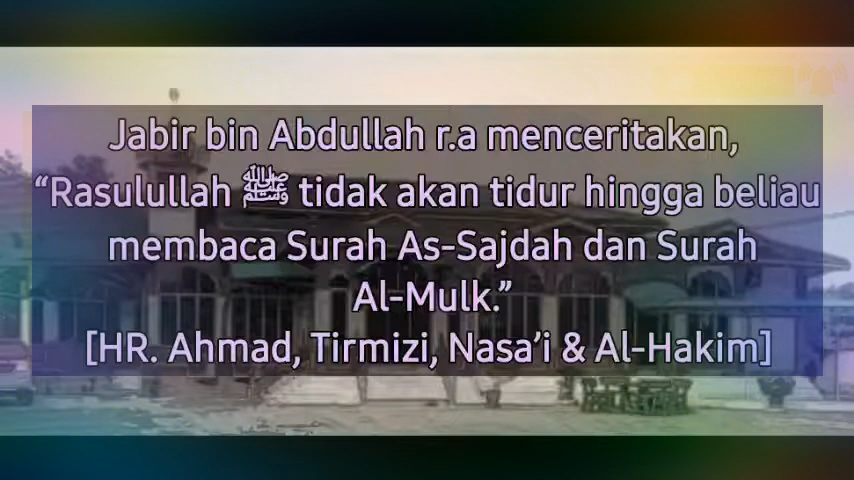 Jabir bin Abdullah r.a menceritakan,
“Rasulullah ﷺ tidak akan tidur hingga beliau
membaca Surah As-Sajdah dan Surah
Al-Mulk.”
[HR. Ahmad, Tirmizi, Nasa’i & Al-Hakim]